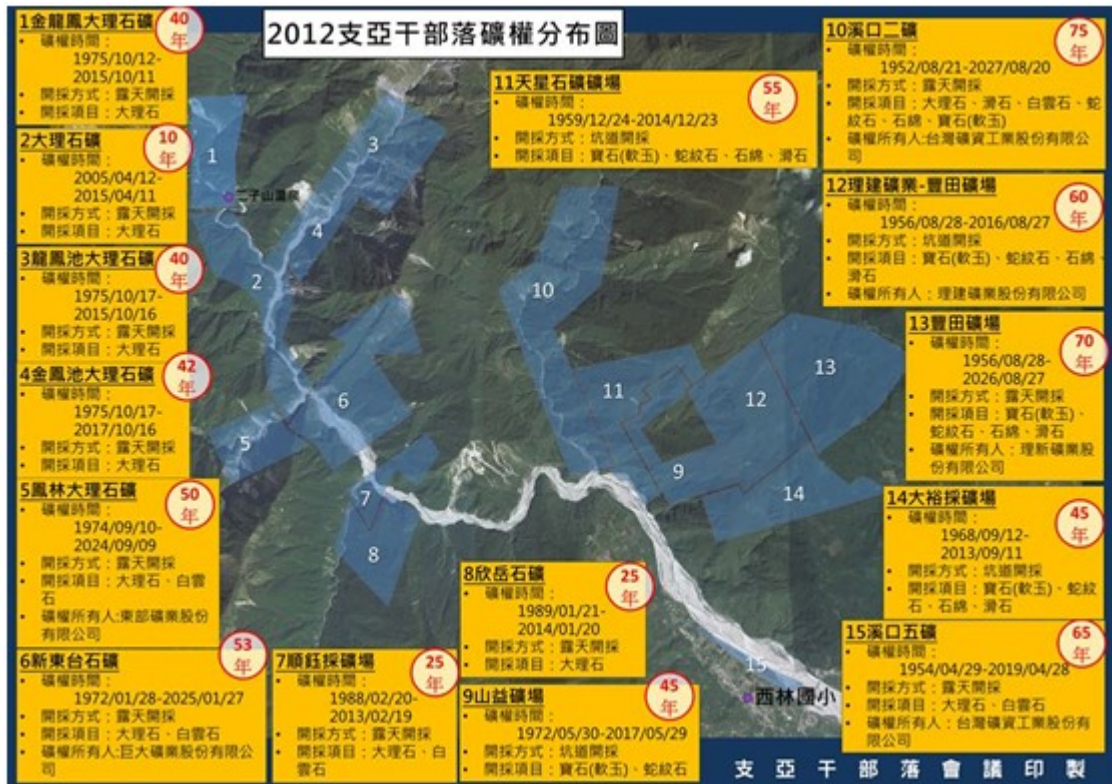 2012支亞干部落礦權分布圖
1金龍鳳大理石礦
40
年
• 礦權時間：
1975/10/12-
2015/10/11
• 開採方式：露天開採
• 開採項目：大理石
2大理石礦
10
年
• 礦權時間：
2005/04/12-
2015/04/11
• 開採方式：露天開採
• 開採項目：大理石
3龍鳳池大理石礦
40
年
• 礦權時間：
1975/10/17-
2015/10/16
• 開採方式：露天開採
• 開採項目：大理石
4金鳳池大理石礦
42
年
• 礦權時間：
1975/10/17-
2017/10/16
• 開採方式：露天開採
• 開採項目：大理石
5鳳林大理石礦
50
年
• 礦權時間：
1974/09/10-
2024/09/09
• 開採方式：露天開採
• 開採項目：大理石、白雲
石
• 礦權所有人:東部礦業股份
有限公司
6新東台石礦
53
年
• 礦權時間：
1972/01/28-2025/01/27
• 開採方式：露天開採
• 開採項目：大理石、白雲石
• 礦權所有人:巨大礦業股份有限公
司
7順鈺採礦場
25
年
• 礦權時間：
1988/02/20-
2013/02/19
• 開採方式：露天開採
• 開採項目：大理石、白
雲石
8欣岳石礦
25
年
• 礦權時間：
1989/01/21-
2014/01/20
• 開採方式：露天開採
• 開採項目：大理石
9山益礦場
45
年
• 礦權時間：
1972/05/30-2017/05/29
• 開採方式：坑道開採
• 開採項目：寶石(軟玉)、蛇紋石
10溪口二礦
75
年
• 礦權時間：
1952/08/21-2027/08/20
• 開採方式：露天開採
• 開採項目：大理石、滑石、白雲石、蛇
紋石、石綿、寶石(軟玉)
• 礦權所有人:台灣礦資工業股份有限公
司
11天星石礦礦場
55
年
• 礦權時間：
1959/12/24-2014/12/23
• 開採方式：坑道開採
• 開採項目：寶石(軟玉)、蛇紋石、石綿、滑石
12理建礦業-豐田礦場
60
年
• 礦權時間：
1956/08/28-2016/08/27
• 開採方式：坑道開採
• 開採項目：寶石(軟玉)、蛇紋石、石綿、
滑石
• 礦權所有人：理建礦業股份有限公司
13豐田礦場
70
年
• 礦權時間：
1956/08/28-
2026/08/27
• 開採方式：露天開採
• 開採項目：寶石(軟玉)、
蛇紋石、石綿、滑石
• 礦權所有人：理新礦業股
份有限公司
14大裕採礦場
45
年
• 礦權時間：
1968/09/12-
2013/09/11
• 開採方式：坑道開採
• 開採項目：寶石(軟玉)、蛇紋
石、石綿、滑石
15溪口五礦
65
年
• 礦權時間：
1954/04/29-2019/04/28
• 開採方式：露天開採
• 開採項目：大理石、白雲石
• 礦權所有人：台灣礦資工業股份有
限公司
1
二子山溫泉
2
3
4
5
6
7
8
9
10
11
12
13
14
15
西林國小
支亞干部落會議印製